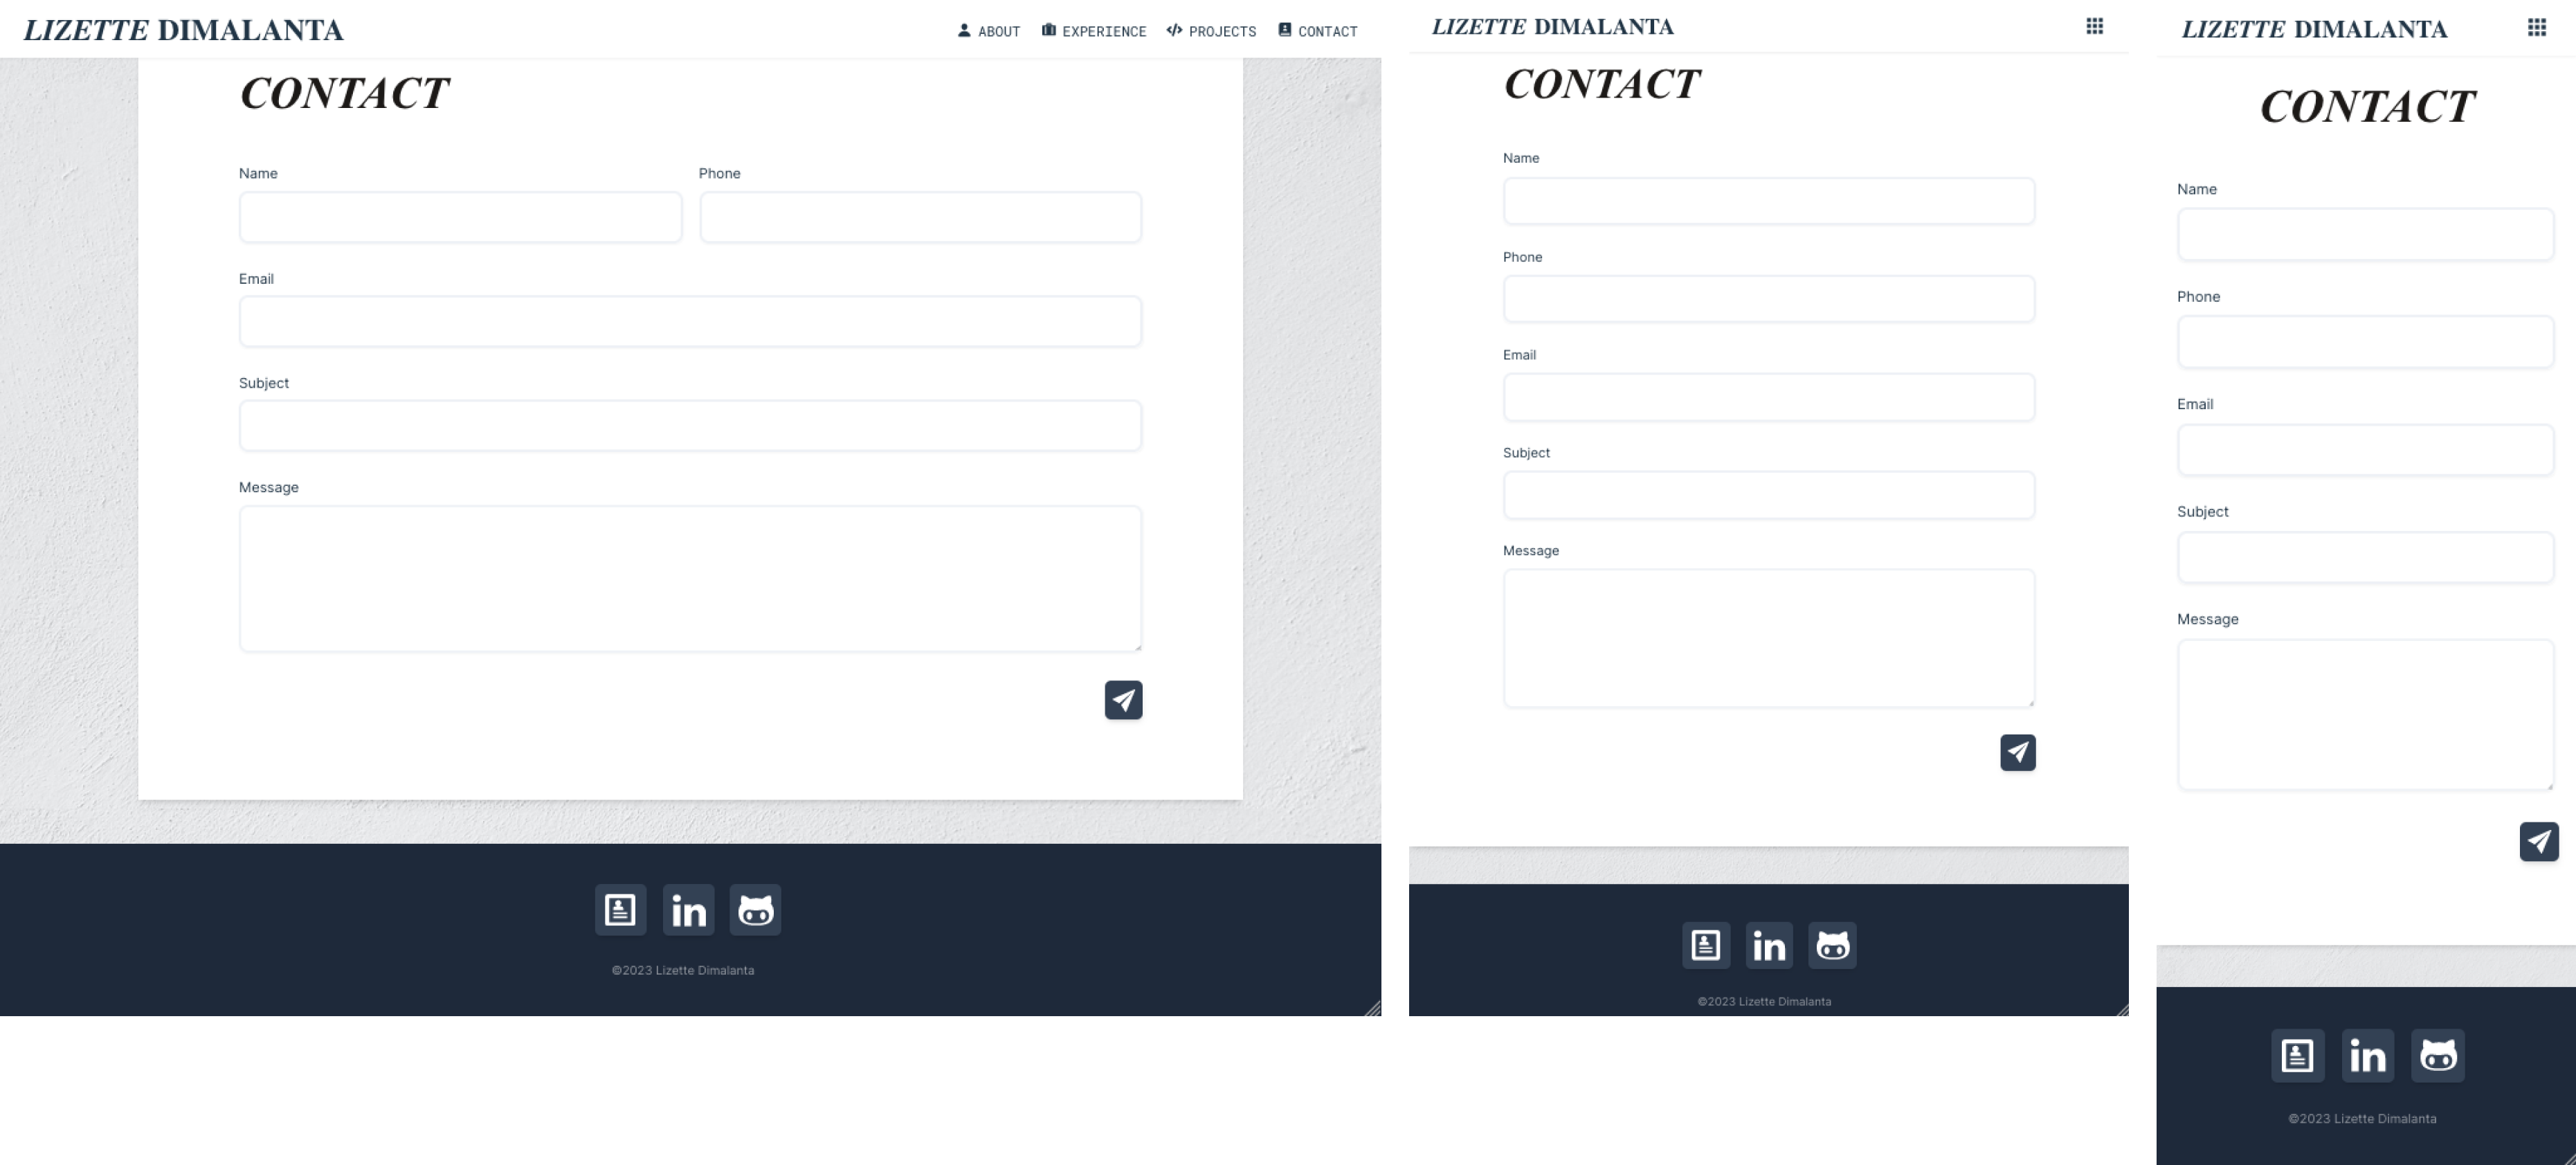 LIZETTE DIMALANTA
ABOUT EXPERIENCE PROJECTS CONTACT
CONTACT
Name Phone
Email
Subject
Message
in
©2023 Lizette Dimalanta
LIZETTE DIMALANTA
CONTACT
Name
Phone
Email
Subject
Message
in
©2023 Lizette Dimalanta
LIZETTE DIMALANTA
CONTACT
Name
Phone
Email
Subject
Message
in
©2023 Lizette Dimalanta